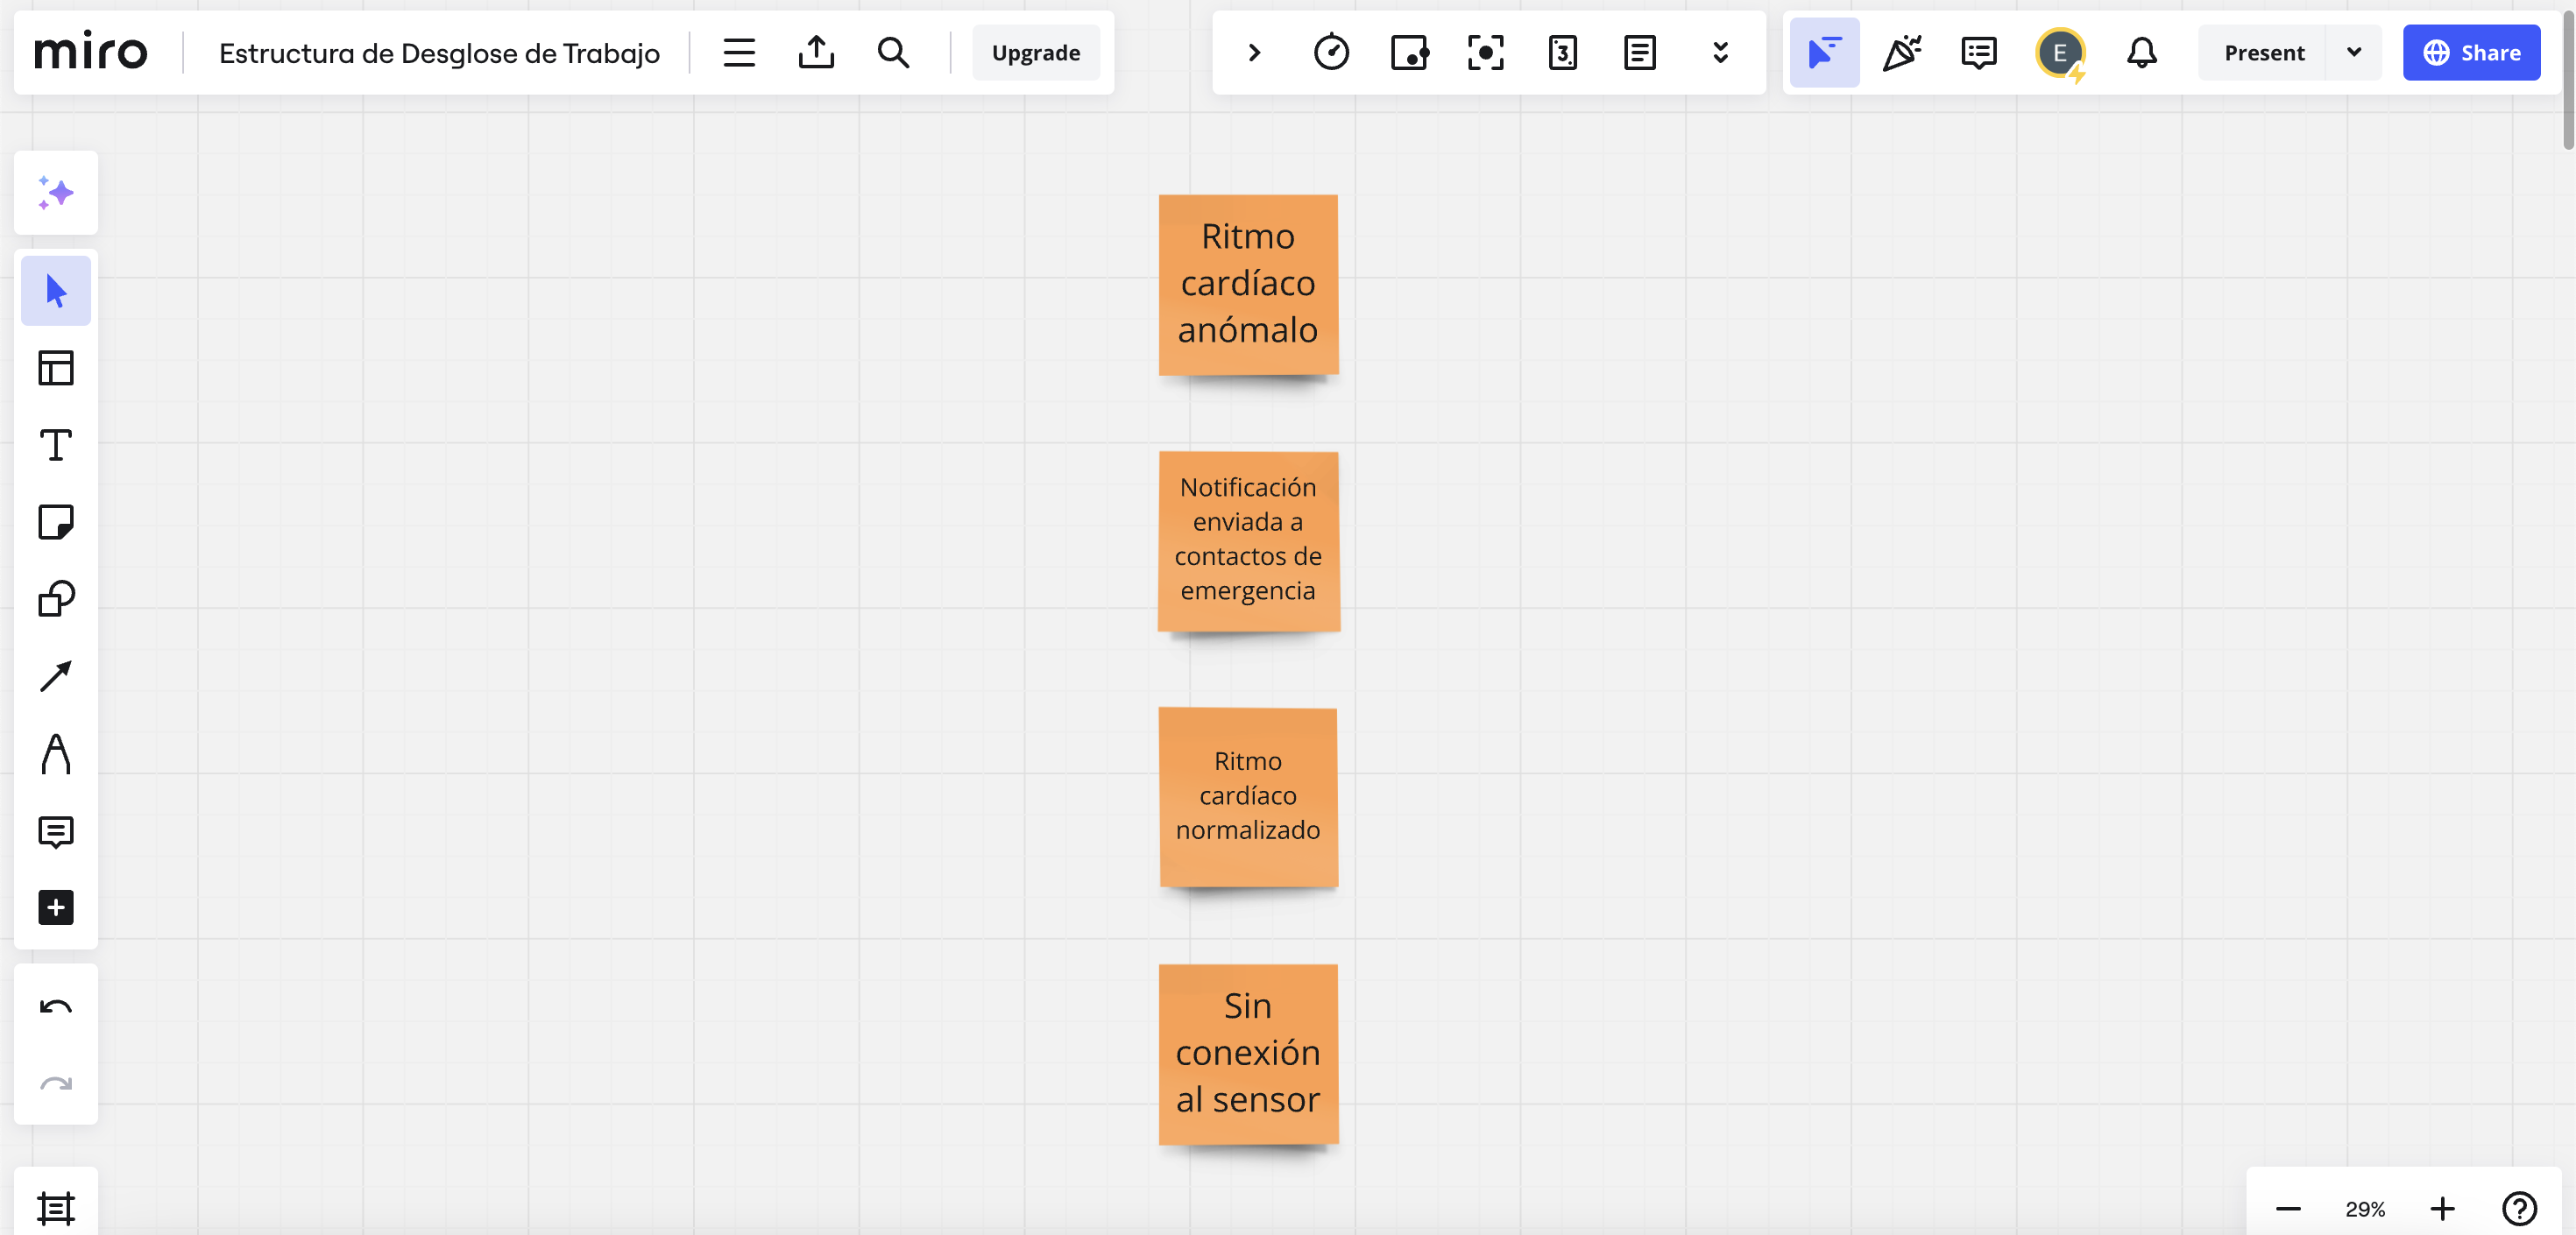 miro
Estructura de Desglose de Trabajo
Upgrade
3
E
Present
Share
Ritmo
cardíaco
anómalo
Notificación
enviada a
contactos de
emergencia
Ritmo
cardíaco
normalizado
Sin
conexión
al sensor
29%